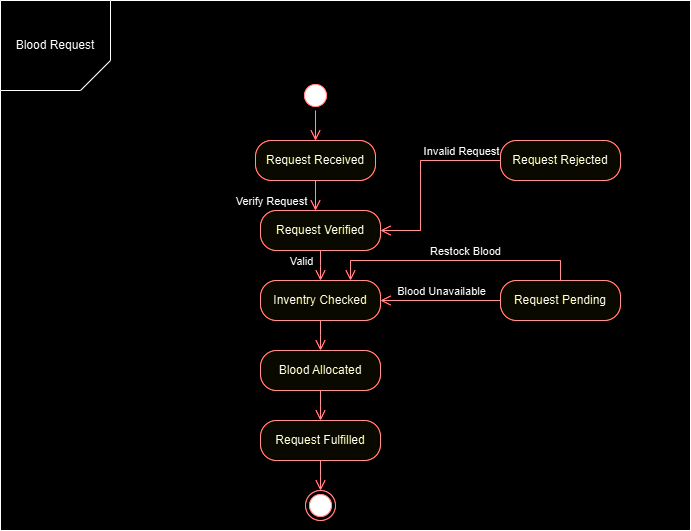 Blood Request
Request Received
Invalid Request
Request Rejected
Verify Request
Request Verified
Valid
Restock Blood
Inventry Checked
Blood Unavailable
Request Pending
Blood Allocated
Request Fulfilled